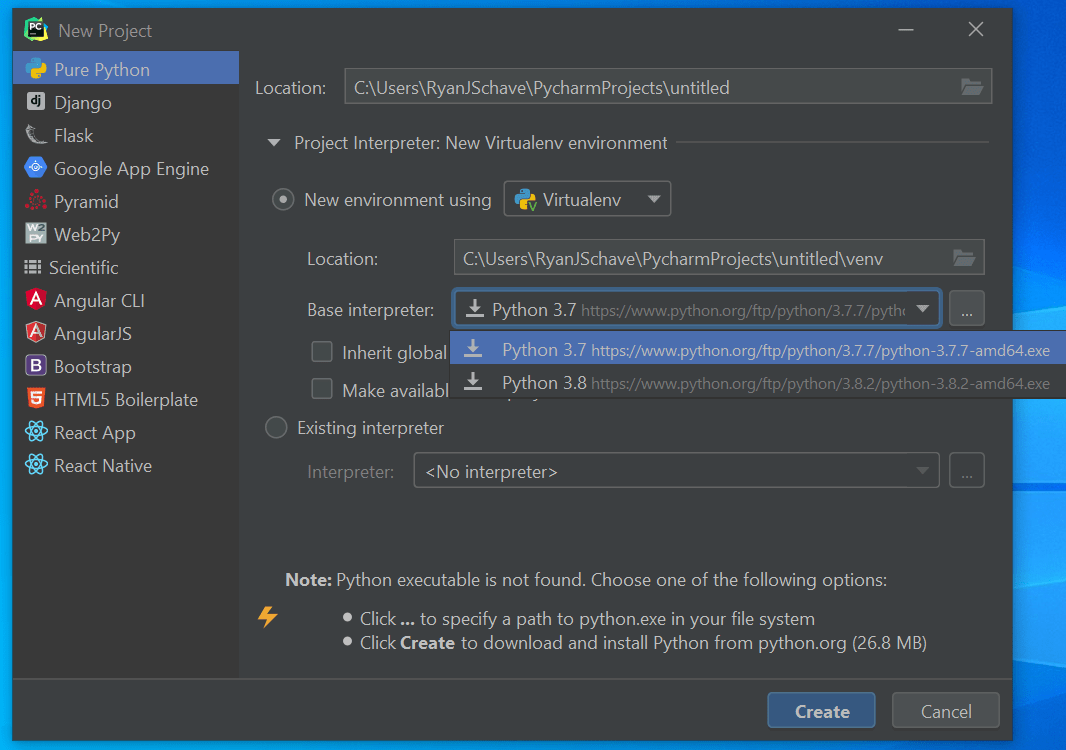 PC
New Project
Pure Python
dj Django
Flask
Google App Engine
Pyramid
W2 PY Web2Py
Scientific
Angular CLI
AngularJS
B Bootstrap
HTML5 Boilerplate
React App
React Native
Location: C:\Users\RyanJSchave\PycharmProjects\untitled
Project Interpreter: New Virtualenv environment
New environment using Virtualenv
Location: C:\Users\RyanJSchave\PycharmProjects\untitled\venv
Base interpreter: Python 3.7 https://www.python.org/ftp/python/3.7.7/pytho ...
Inherit global
Python 3.7 https://www.python.org/ftp/python/3.7.7/python-3.7.7-amd64.exe
Python 3.8 https://www.python.org/ftp/python/3.8.2/python-3.8.2-amd64.exe
Make availabl
Existing interpreter
Interpreter: <No interpreter> ...
Note: Python executable is not found. Choose one of the following options:
• Click ... to specify a path to python.exe in your file system
• Click Create to download and install Python from python.org (26.8 MB)
Create Cancel